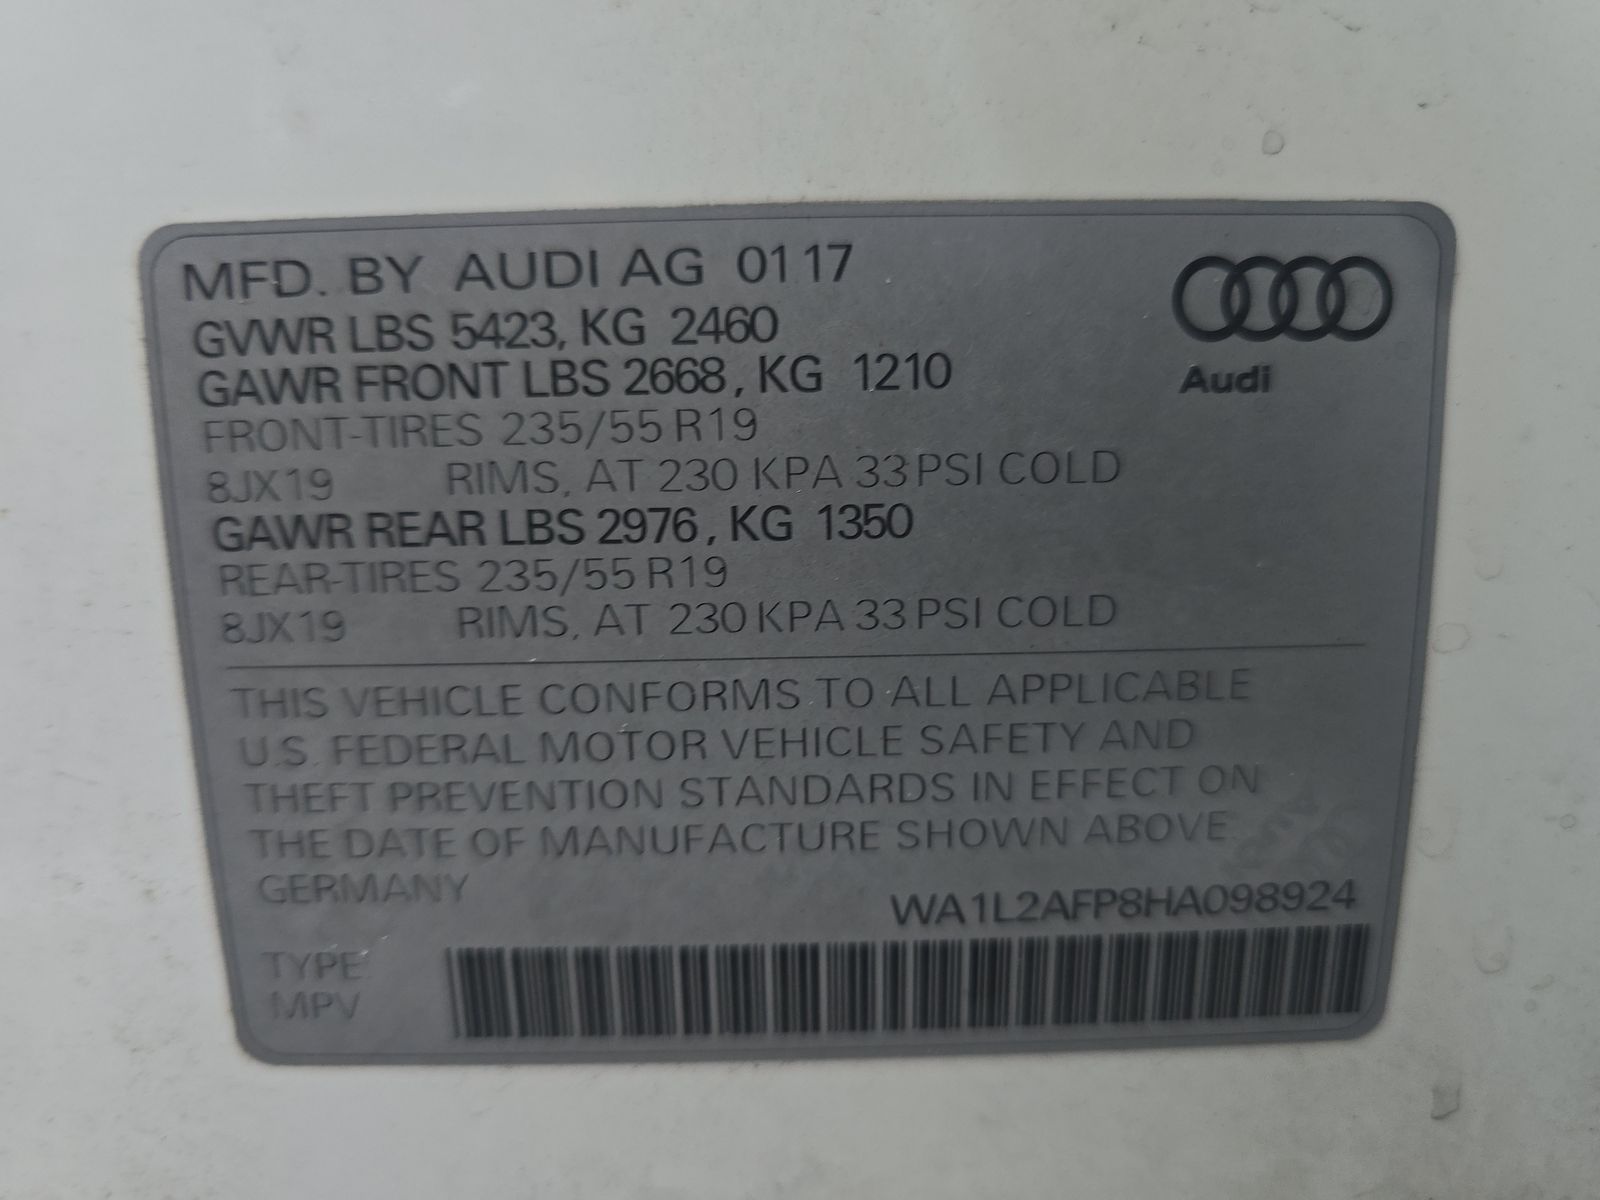 MFD. BY AUDI AG 01 17
GVWR LBS 5423, KG 2460
GAWR FRONT LBS 2668, KG 1210
FRONT-TIRES 235/55 R19
8JX19 RIMS, AT 230 KPA 33 PSI COLD
GAWR REAR LBS 2976, KG 1350
REAR-TIRES 235/55 R19
8JX19 RIMS, AT 230 KPA 33 PSI COLD
Audi
THIS VEHICLE CONFORMS TO ALL APPLICABLE
U.S. FEDERAL MOTOR VEHICLE SAFETY AND
THEFT PREVENTION STANDARDS IN EFFECT ON
THE DATE OF MANUFACTURE SHOWN ABOVE.
GERMANY
WA1L2AFP8HA098924
TYPE:
MPV